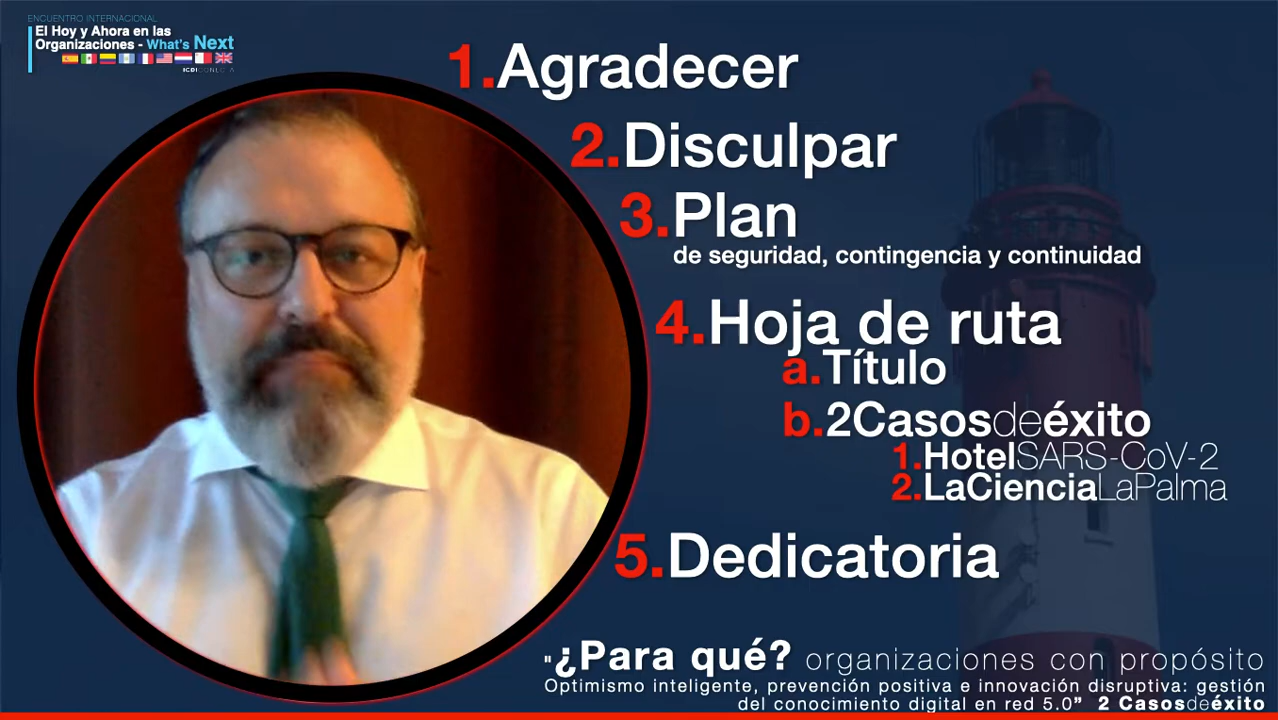 ENCUENTRO INTERNACIONAL
El Hoy y Ahora en las
Organizaciones - What's Next
1.Agradecer
2.Disculpar
3.Plan
de seguridad, contingencia y continuidad
4.Hoja de ruta
a.Título
b.2Casosdeéxito
1.HotelSARS-CoV-2
2.LaCienciaLaPalma
5.Dedicatoria
"¿Para qué? organizaciones con propósito
Optimismo inteligente, prevención positiva e innovación disruptiva: gestión
del conocimiento digital en red 5.0" 2 Casosdeéxito